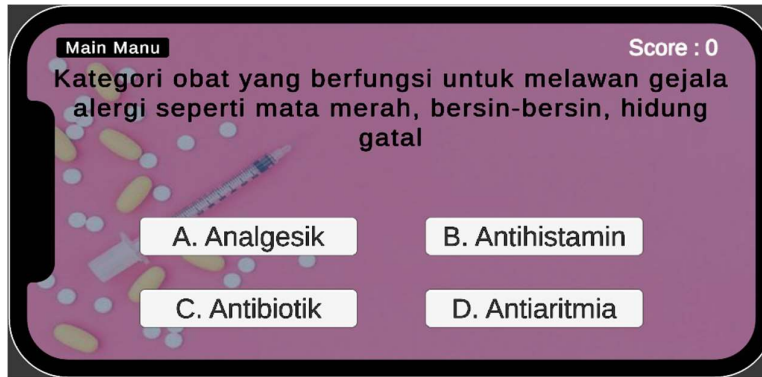 Main Manu
Score : 0
Kategori obat yang berfungsi untuk melawan gejala
alergi seperti mata merah, bersin-bersin, hidung
gatal
A. Analgesik
B. Antihistamin
C. Antibiotik
D. Antiaritmia